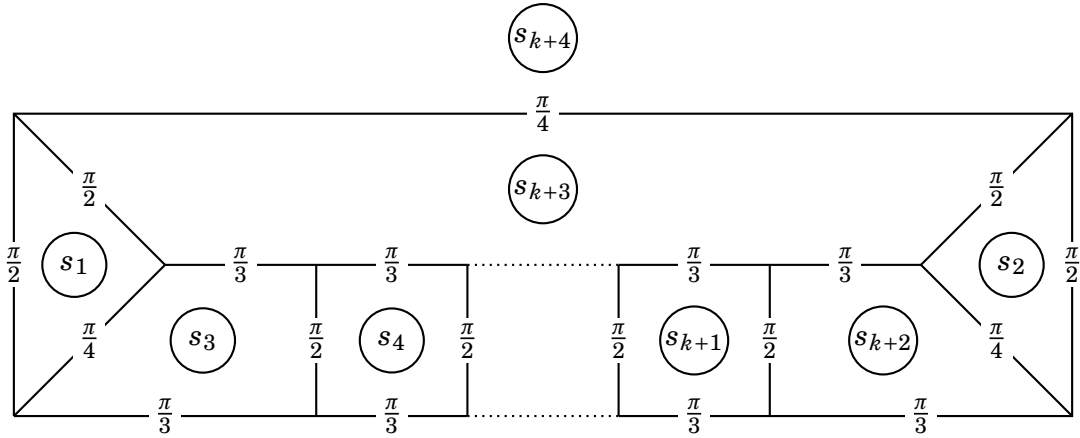 s_{k+4}
π/4
s_{k+3}
π/2 π/2
π/2 s_1 π/3 π/3 π/3 π/3 s_2 π/2
π/4 s_3 π/2 s_4 π/2 π/2 s_{k+1} π/2 s_{k+2} π/4
π/3 π/3 π/3 π/3